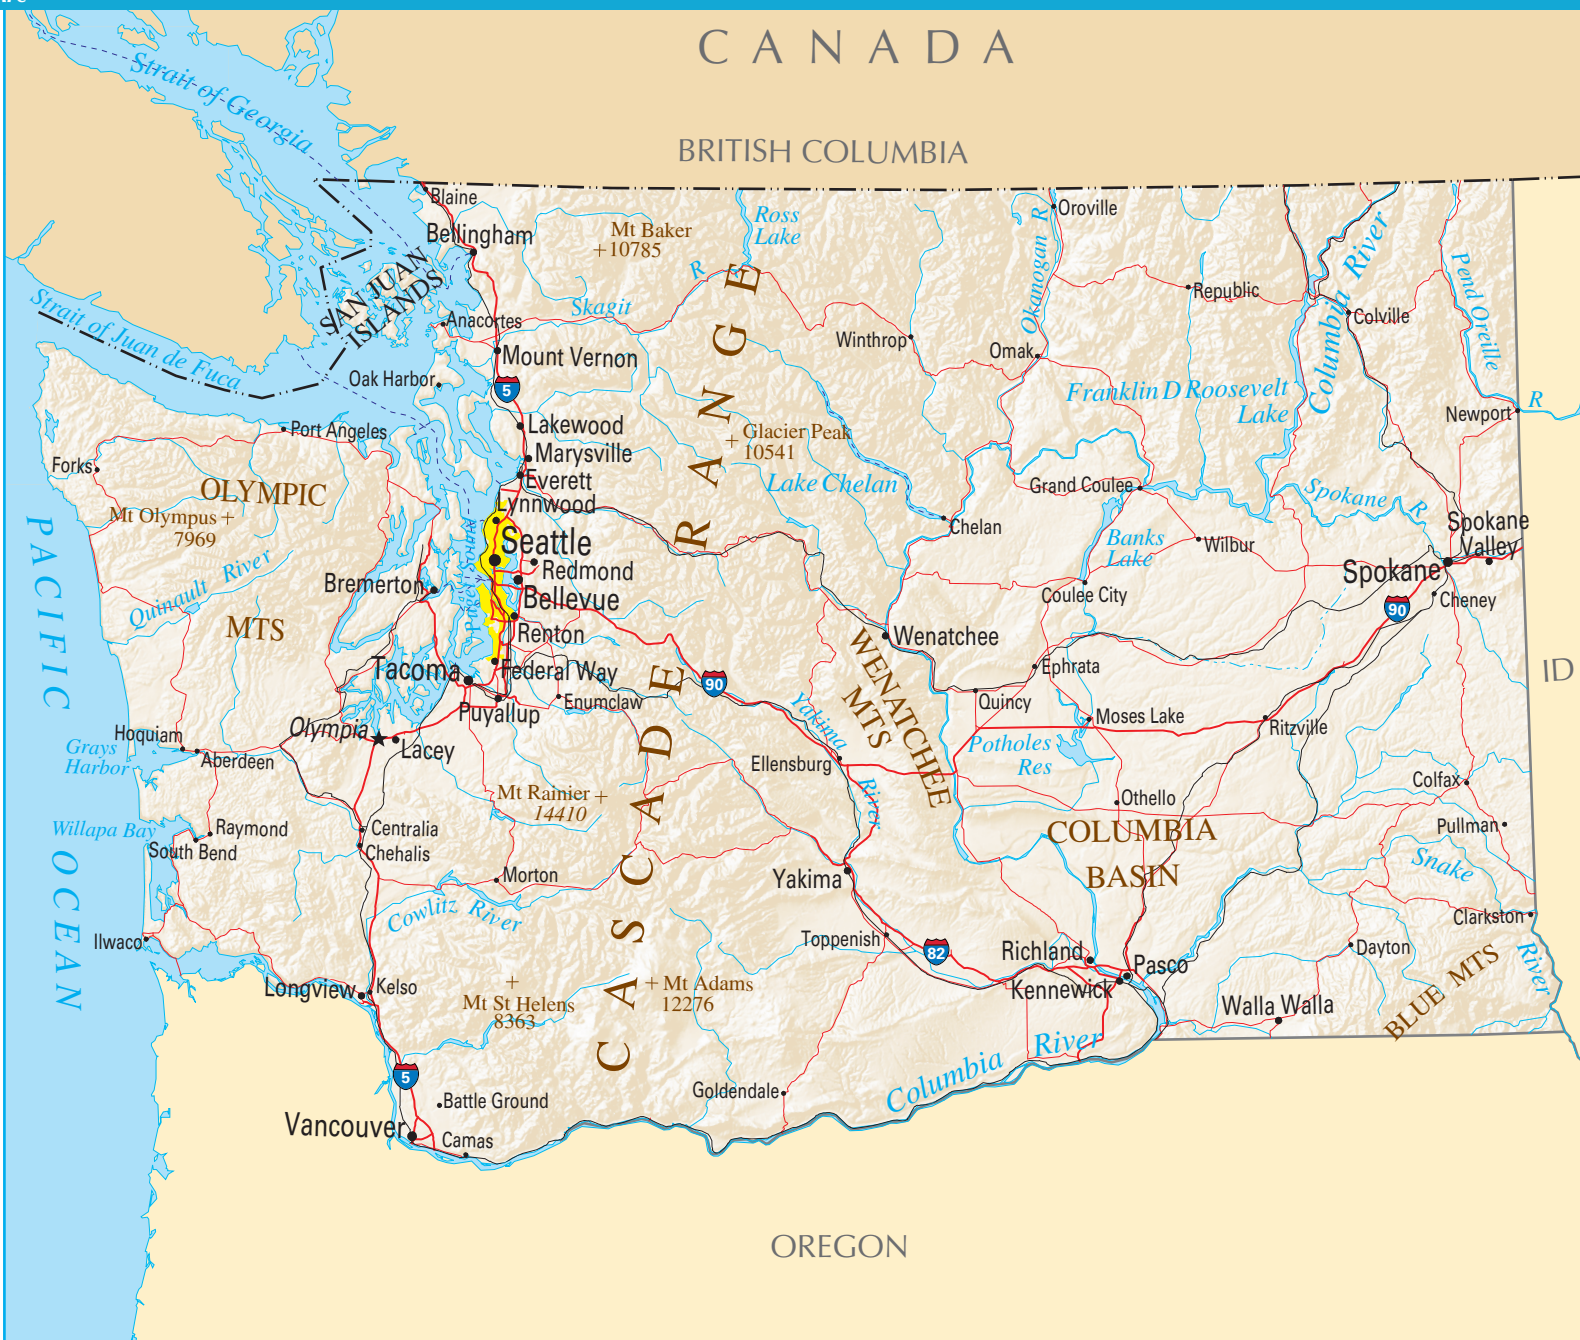 CANADA
BRITISH COLUMBIA
Strait of Georgia
Blaine
Bellingham
Mt Baker
+10785
Ross
Lake
Okanogan R
Oroville
Columbia River
Pend Oreille
R
SAN JUAN
ISLANDS
Strait of Juan de Fuca
Skagit
R
Anacortes
Republic
Colville
Mount Vernon
Winthrop
Omak
Oak Harbor
5
Franklin D Roosevelt
Lake
Newport
Port Angeles
Lakewood
Marysville
Glacier Peak
+
10541
Forks
Everett
Lake Chelan
Grand Coulee
Spokane R
OLYMPIC
MTS
Mt Olympus +
7969
Lynnwood
Chelan
Banks
Lake
Wilbur
Spokane
Valley
Seattle
Redmond
Spokane
Quinault River
Bremerton
Puget Sound
Bellevue
Coulee City
Cheney
90
Renton
Wenatchee
WENATCHEE
MTS
Tacoma
Federal Way
Ephrata
ID
90
Enumclaw
Quincy
Puyallup
Yakima
River
Moses Lake
Ritzville
Olympia
Lacey
Hoquiam
Aberdeen
Grays
Harbor
Potholes
Res
Ellensburg
Colfax
Mt Rainier +
14410
Othello
COLUMBIA
BASIN
Pullman
Willapa Bay
Raymond
South Bend
Centralia
Chehalis
Snake
River
Morton
Yakima
Cowlitz River
Clarkston
Ilwaco
Toppenish
82
Richland
Pasco
Kennewick
Dayton
BLUE MTS
Longview
Kelso
+
Mt St Helens
8363
+ Mt Adams
12276
Walla Walla
CASCADE RANGE
5
Columbia River
Battle Ground
Goldendale
Vancouver
Camas
PACIFIC OCEAN
OREGON